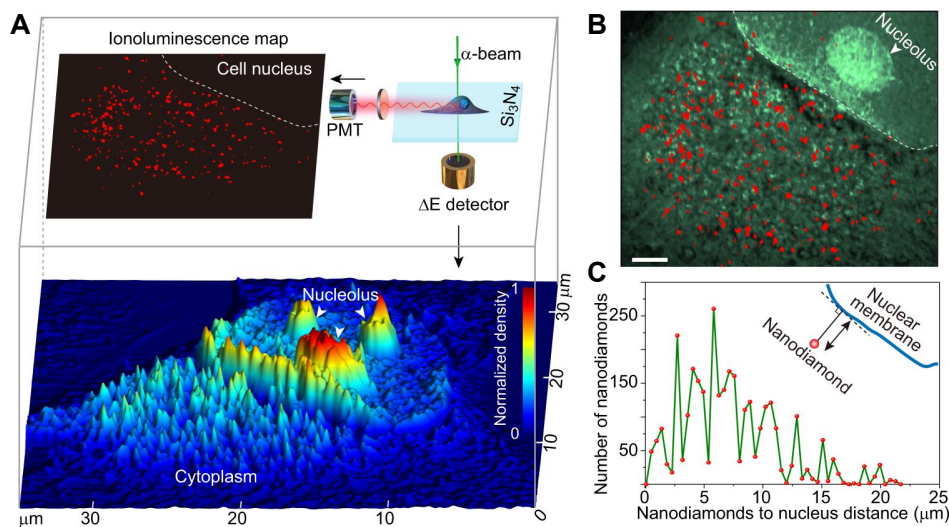 A
Ionoluminescence map
Cell nucleus
α-beam
PMT
Si₃N₄
ΔE detector
Nucleolus
Cytoplasm
Normalized density
1
0
30 μm
20
10
0
μm
30
20
10
B
Nucleolus
C
Number of nanodiamonds
250
150
50
0
5
10
15
20
25
Nanodiamonds to nucleus distance (μm)
Nuclear
membrane
Nanodiamond